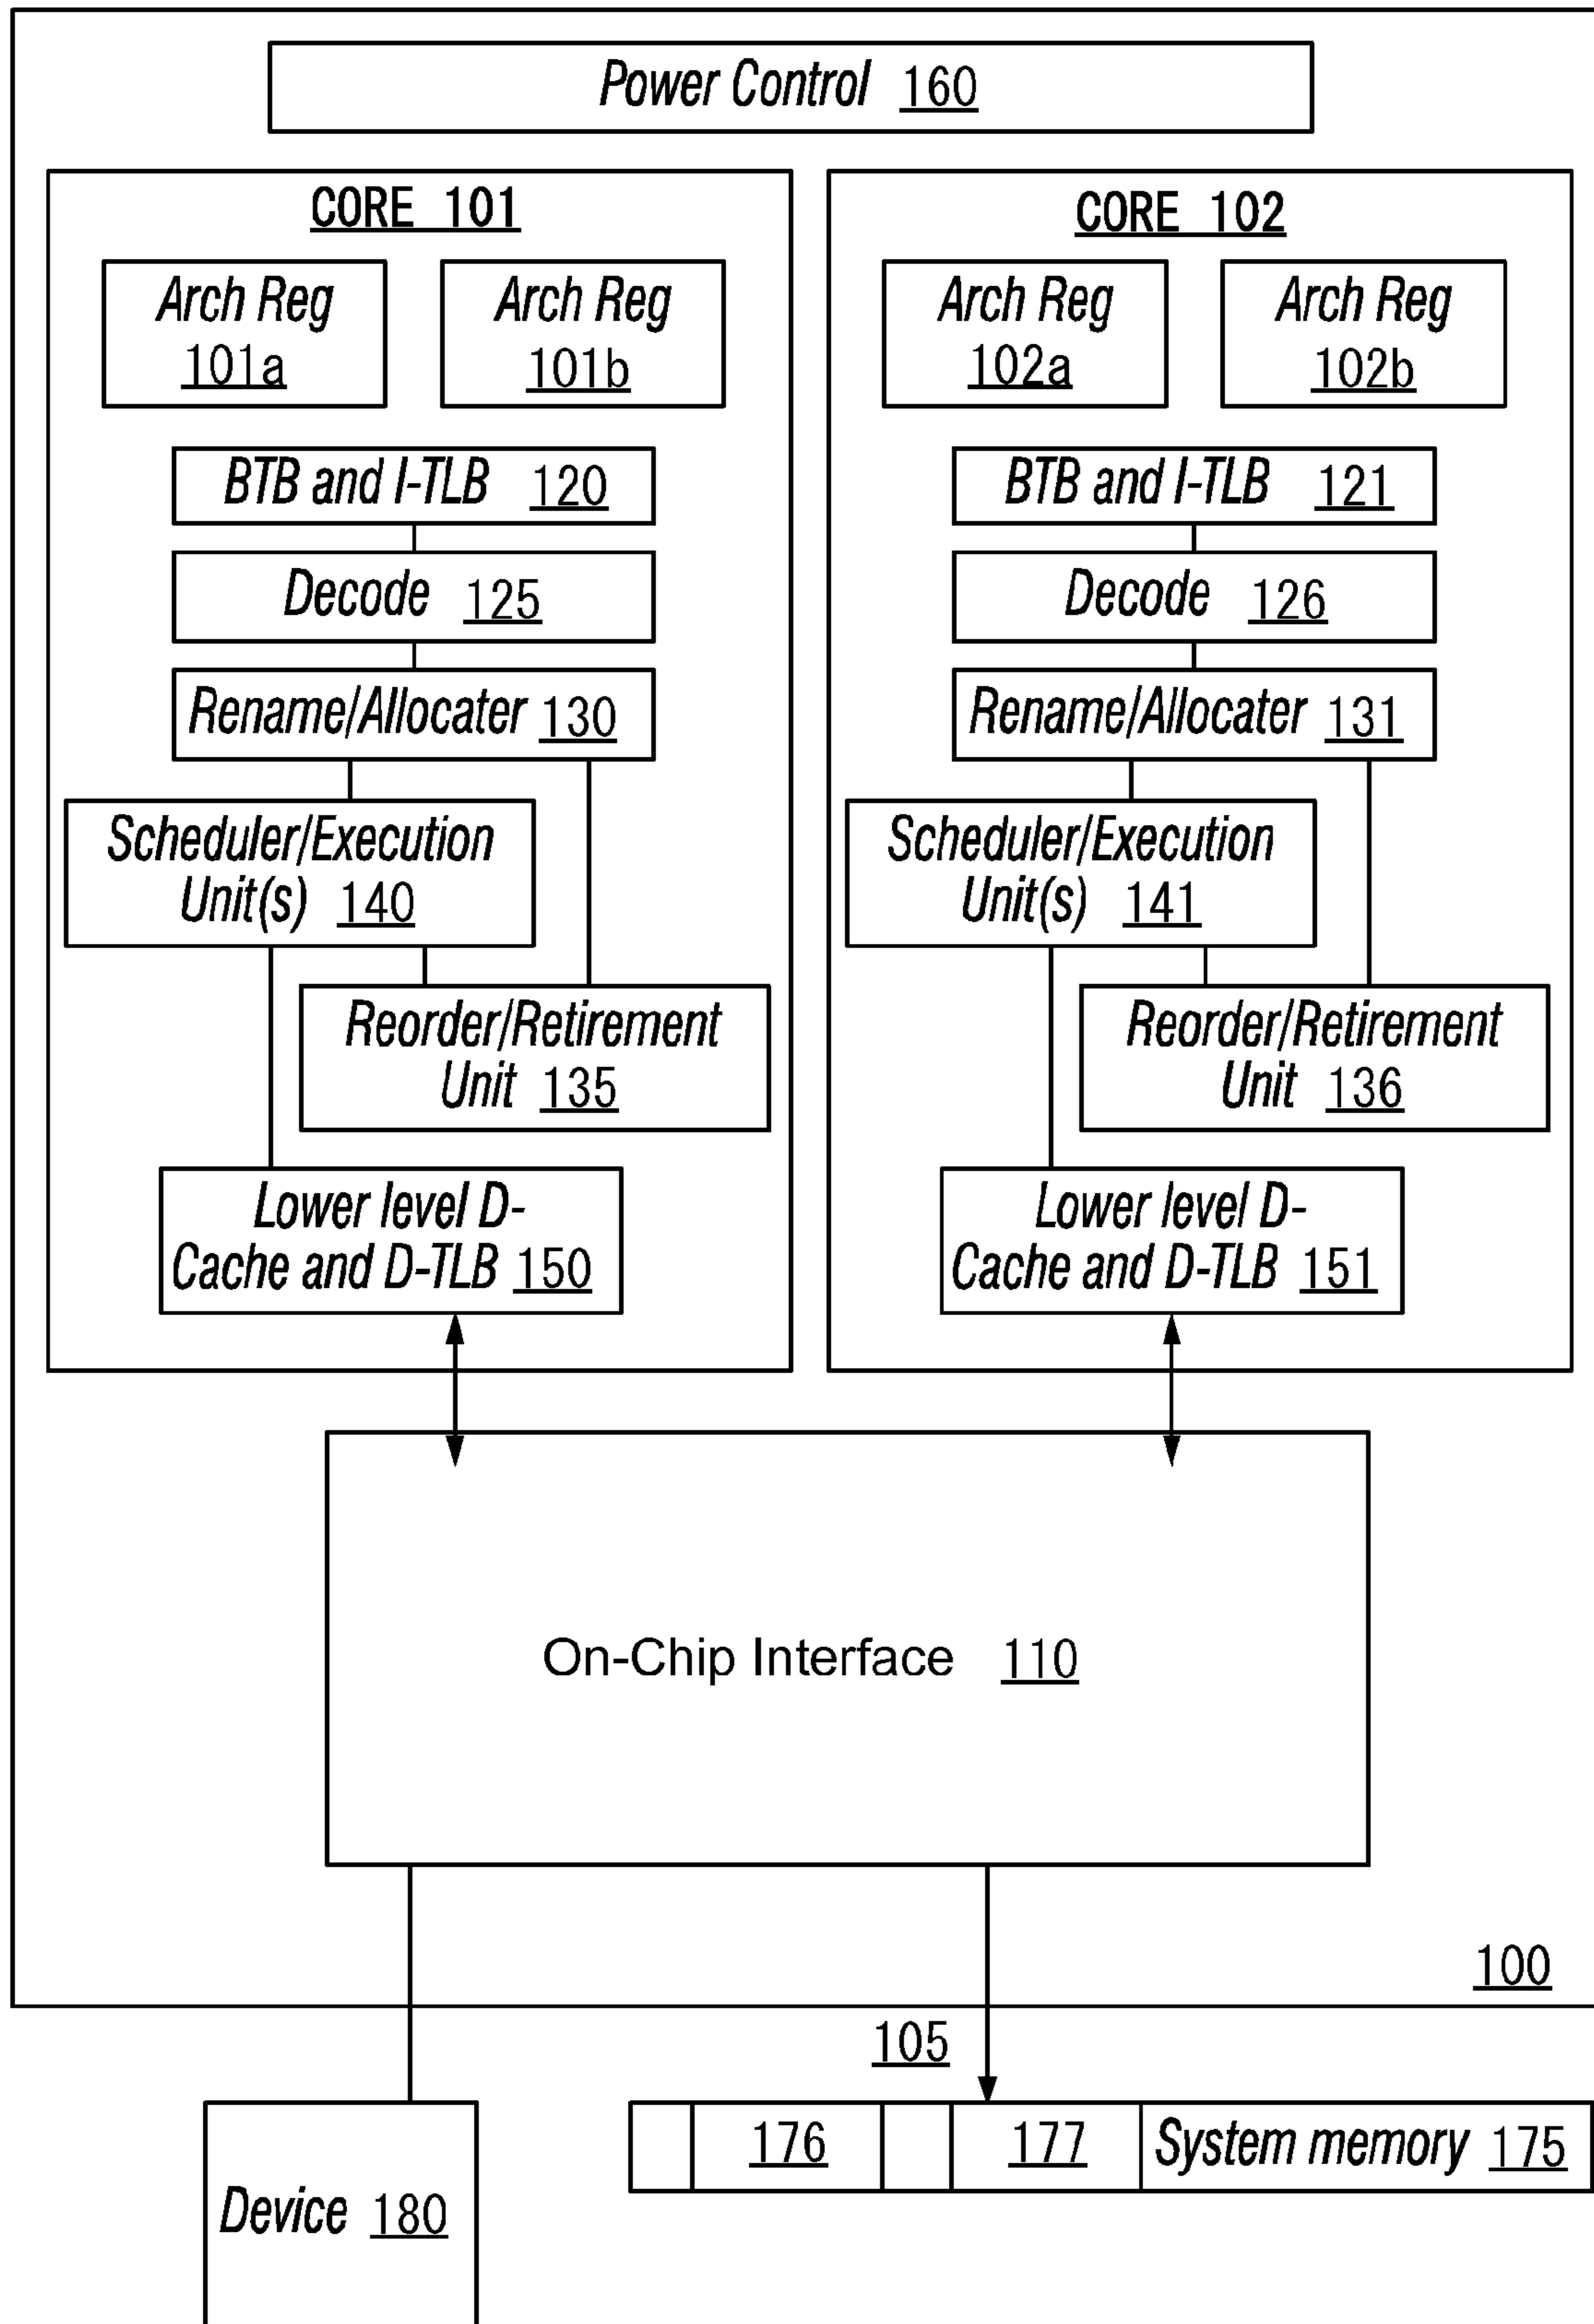 Power Control 160
CORE 101
Arch Reg
101a
Arch Reg
101b
BTB and I-TLB 120
Decode 125
Rename/Allocater 130
Scheduler/Execution
Unit(s) 140
Reorder/Retirement
Unit 135
Lower level D-
Cache and D-TLB 150
CORE 102
Arch Reg
102a
Arch Reg
102b
BTB and I-TLB 121
Decode 126
Rename/Allocater 131
Scheduler/Execution
Unit(s) 141
Reorder/Retirement
Unit 136
Lower level D-
Cache and D-TLB 151
On-Chip Interface 110
100
105
176
177
System memory 175
Device 180